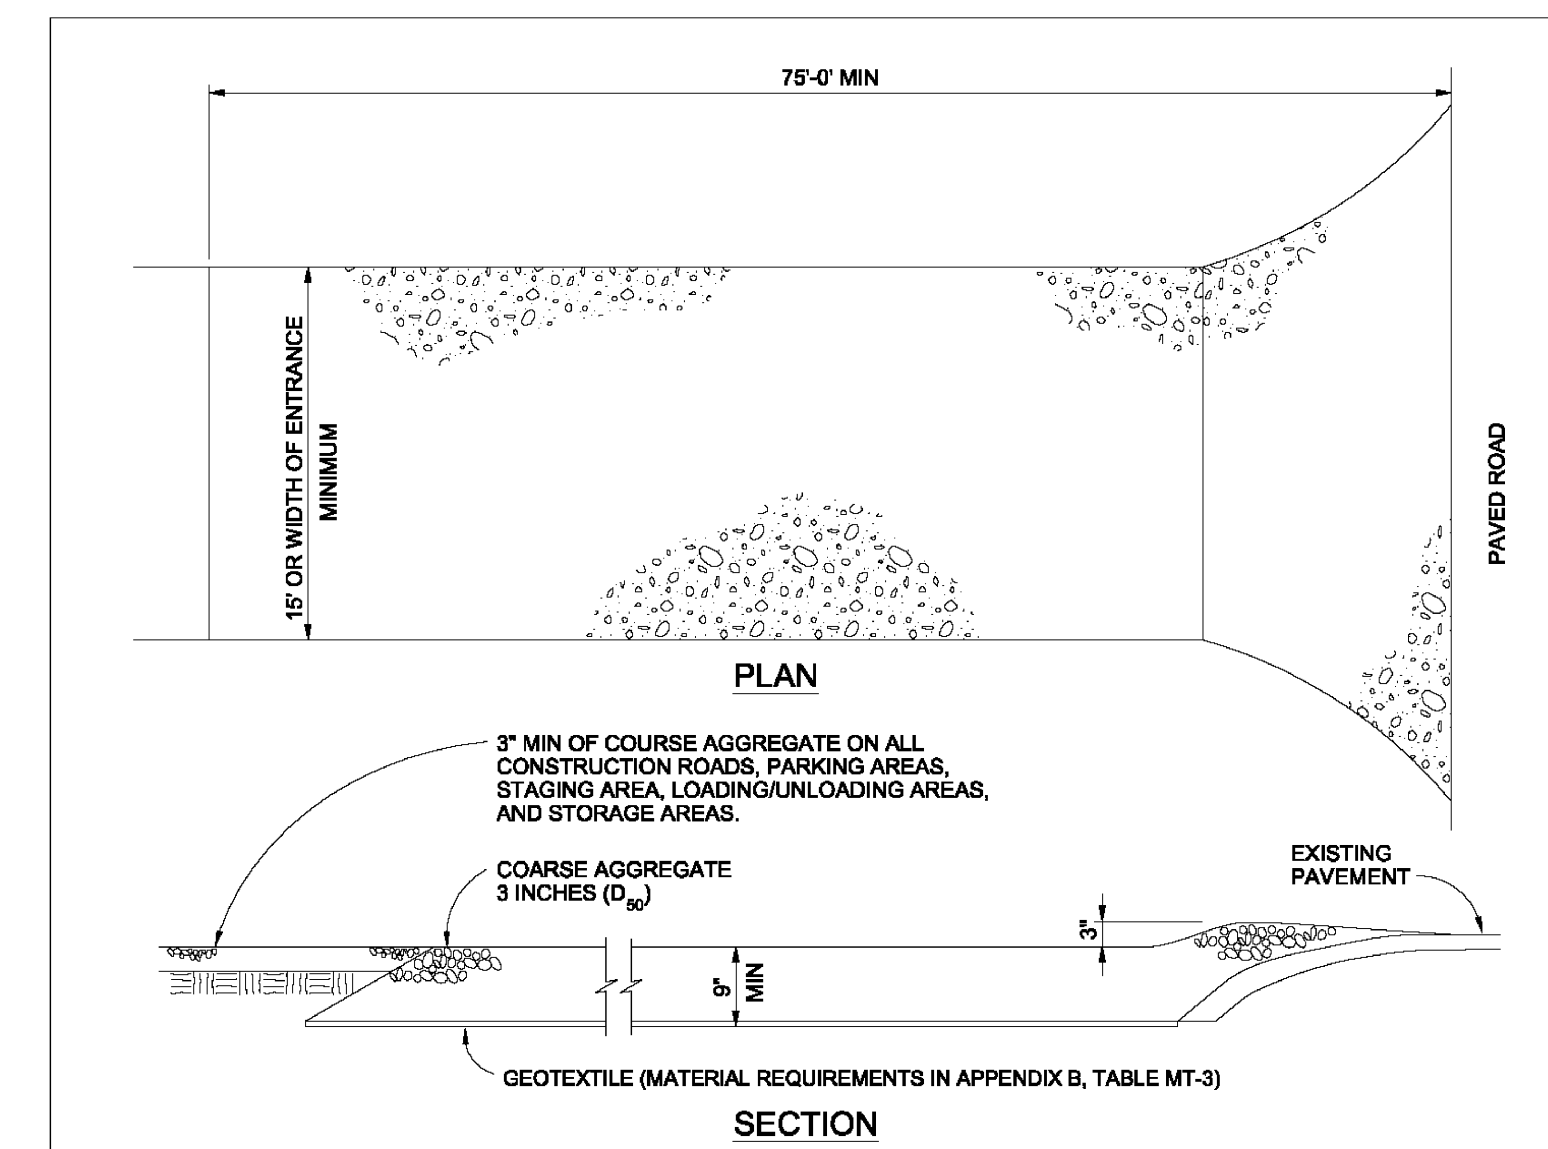 75'-0' MIN
15' OR WIDTH OF ENTRANCE
MINIMUM
PAVED ROAD
PLAN
3" MIN OF COURSE AGGREGATE ON ALL
CONSTRUCTION ROADS, PARKING AREAS,
STAGING AREA, LOADING/UNLOADING AREAS,
AND STORAGE AREAS.
COARSE AGGREGATE
3 INCHES (D50)
EXISTING
PAVEMENT
3"
9"
MIN
GEOTEXTILE (MATERIAL REQUIREMENTS IN APPENDIX B, TABLE MT-3)
SECTION